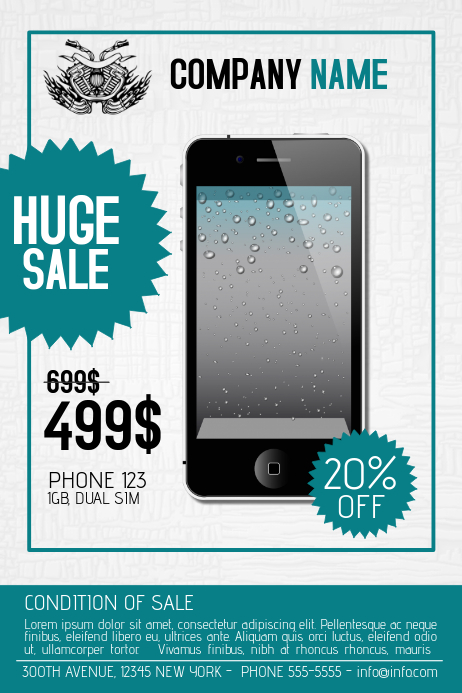 COMPANY NAME
HUGE
SALE
699$
499$
PHONE 123
1GB, DUAL SIM
20%
OFF
CONDITION OF SALE
Lorem ipsum dolor sit amet, consectetur adipiscing elit. Pellentesque ac neque
finibus, eleifend libero eu, ultrices ante. Aliquam quis orci luctus, eleifend odio
ut, ullamcorper tortor. Vivamus finibus, nibh at rhoncus rhoncus, mauris
300TH AVENUE, 12345 NEW YORK - PHONE 555-5555 - info@info.com